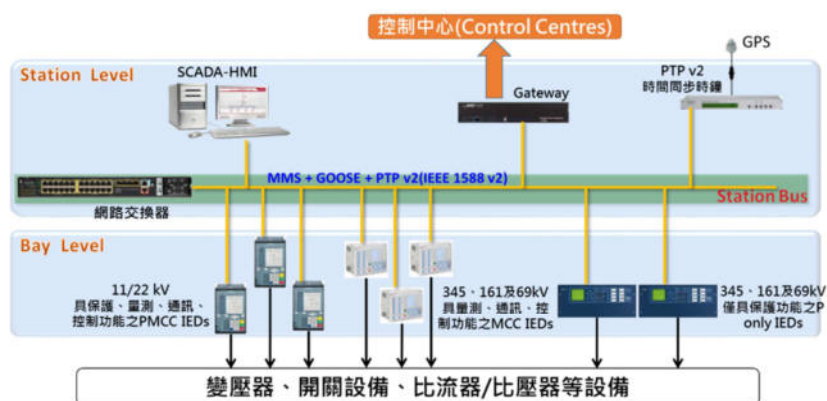 控制中心(Control Centres)
GPS
Station Level
SCADA-HMI
Gateway
PTP v2
時間同步時鐘
MMS + GOOSE + PTP v2(IEEE 1588 v2)
Station Bus
網路交換器
Bay Level
11/22 kV
具保護、量測、通訊、
控制功能之PMCC IEDs
345、161及69kV
具量測、通訊、控
制功能之MCC IEDs
345、161及69kV
僅具保護功能之P
only IEDs
變壓器、開關設備、比流器/比壓器等設備